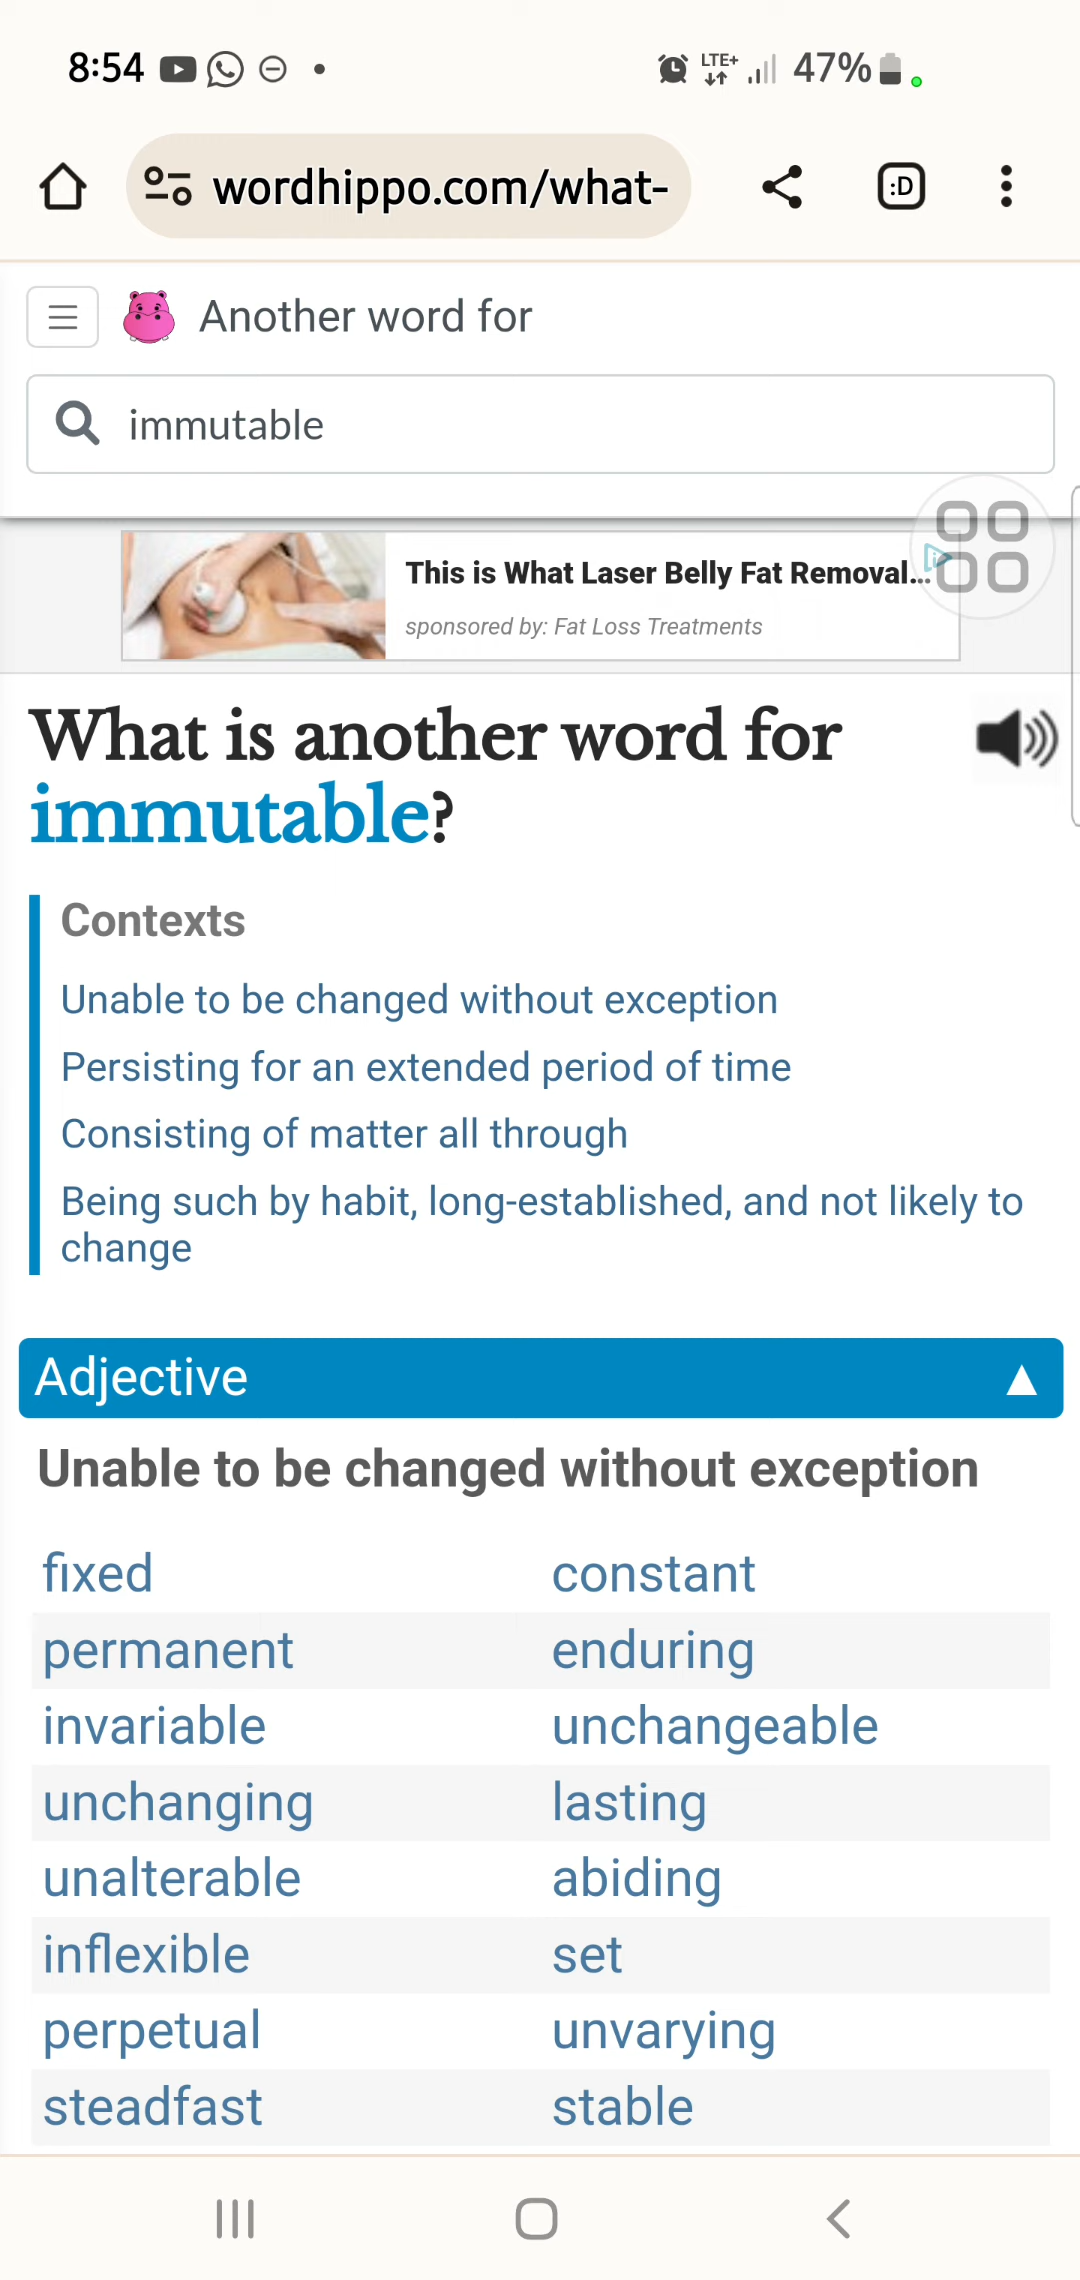 8:54
LTE+ 47%
wordhippo.com/what-
:D
Another word for
immutable
This is What Laser Belly Fat Removal...
sponsored by: Fat Loss Treatments
What is another word for
immutable?
Contexts
Unable to be changed without exception
Persisting for an extended period of time
Consisting of matter all through
Being such by habit, long-established, and not likely to
change
Adjective
Unable to be changed without exception
fixed constant
permanent enduring
invariable unchangeable
unchanging lasting
unalterable abiding
inflexible set
perpetual unvarying
steadfast stable